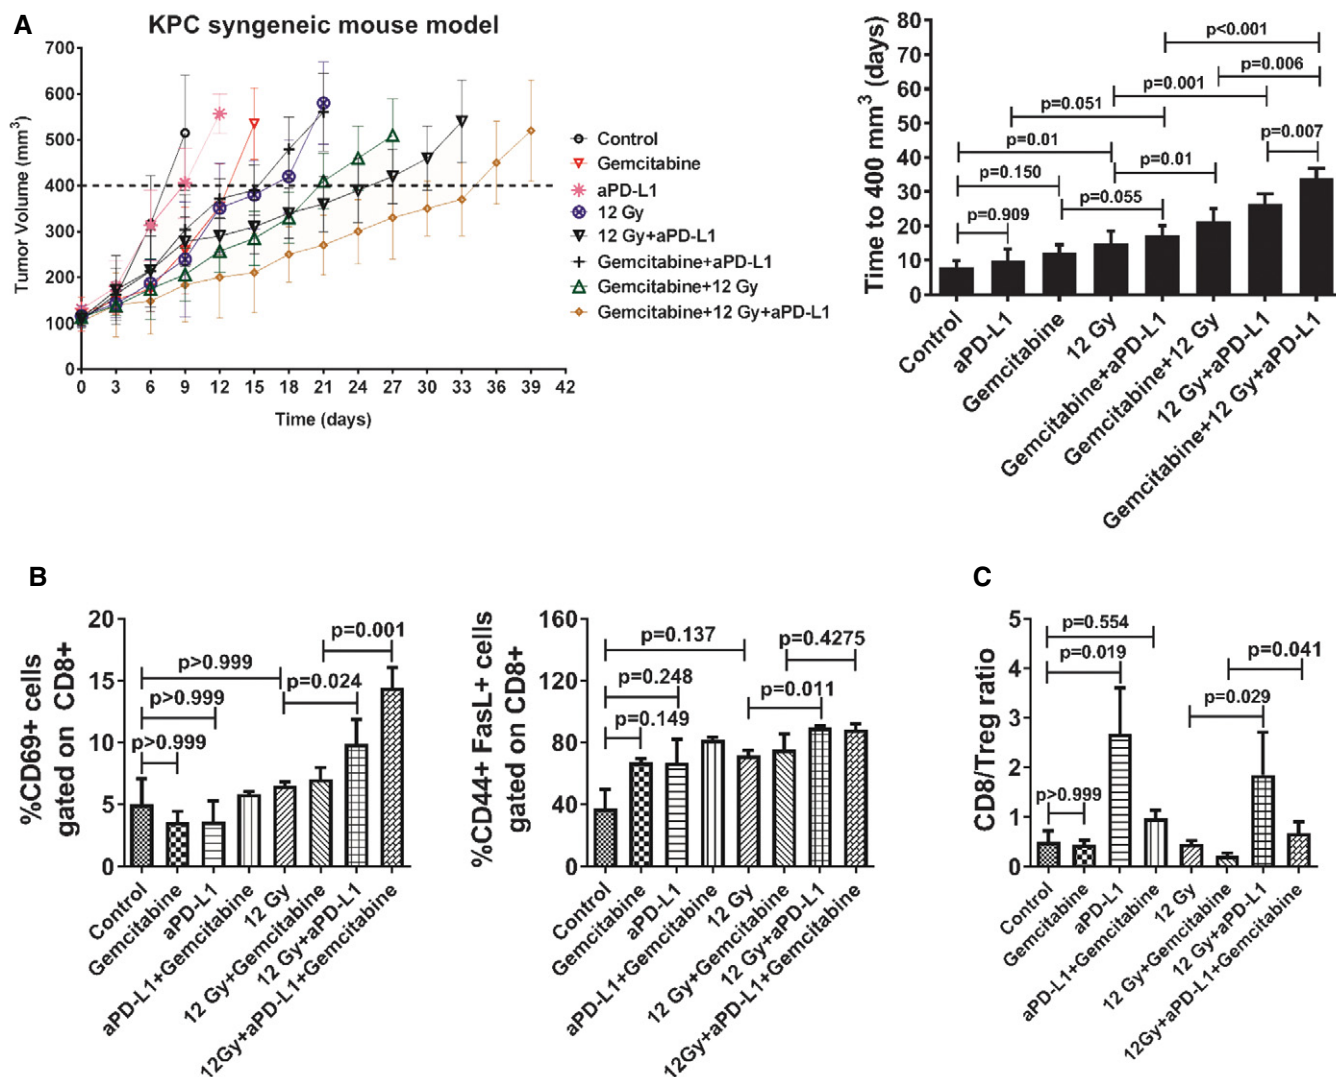 A
KPC syngeneic mouse model
Tumor Volume (mm³)
700
600
500
400
300
200
100
0
0 3 6 9 12 15 18 21 24 27 30 33 36 39 42
Time (days)
Control
Gemcitabine
aPD-L1
12 Gy
12 Gy+aPD-L1
Gemcitabine+aPD-L1
Gemcitabine+12 Gy
Gemcitabine+12 Gy+aPD-L1
Time to 400 mm³ (days)
80
70
60
50
40
30
20
10
0
p<0.001
p=0.006
p=0.001
p=0.051
p=0.007
p=0.01
p=0.01
p=0.150
p=0.055
p=0.909
Control
aPD-L1
Gemcitabine
12 Gy
Gemcitabine+aPD-L1
Gemcitabine+12 Gy
12 Gy+aPD-L1
Gemcitabine+12 Gy+aPD-L1
B
%CD69+ cells
gated on CD8+
20
15
10
5
0
p=0.001
p>0.999
p=0.024
p>0.999
p>0.999
Control
Gemcitabine
aPD-L1
aPD-L1+Gemcitabine
12 Gy
12 Gy+Gemcitabine
12 Gy+aPD-L1
12Gy+aPD-L1+Gemcitabine
%CD44+ FasL+ cells
gated on CD8+
160
120
80
40
0
p=0.137
p=0.4275
p=0.248
p=0.011
p=0.149
Control
Gemcitabine
aPD-L1
aPD-L1+Gemcitabine
12 Gy
12 Gy+Gemcitabine
12 Gy+aPD-L1
12Gy+aPD-L1+Gemcitabine
C
CD8/Treg ratio
5
4
3
2
1
0
p=0.554
p=0.019
p=0.041
p=0.029
p>0.999
Control
Gemcitabine
aPD-L1
aPD-L1+Gemcitabine
12 Gy
12 Gy+Gemcitabine
12 Gy+aPD-L1
12Gy+aPD-L1+Gemcitabine